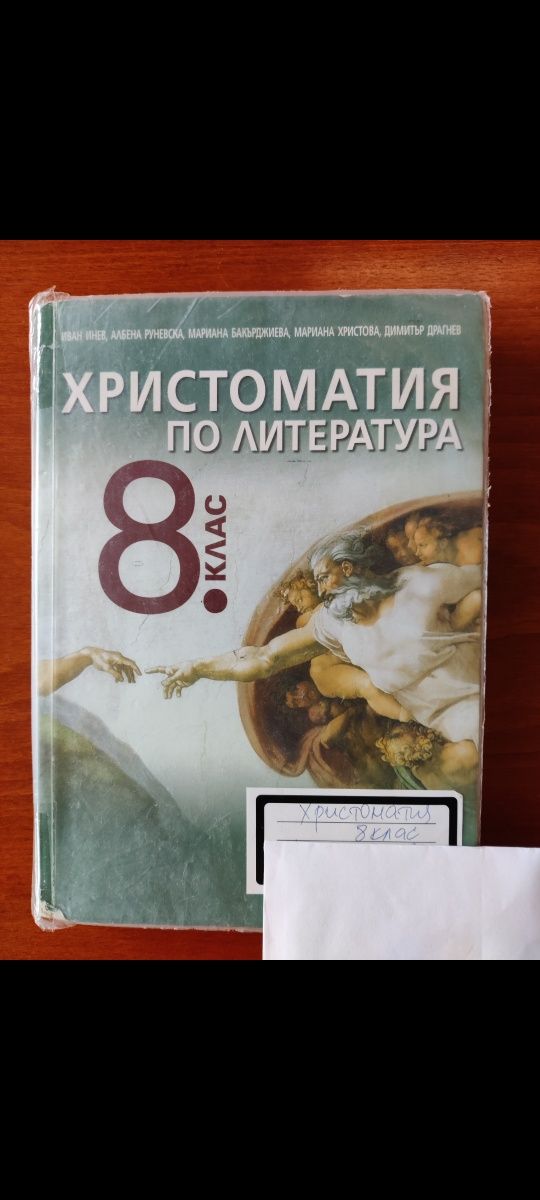 ИВАН ИНЕВ, АЛБЕНА РУНЕВСКА, МАРИАНА БАКЪРДЖИЕВА, МАРИАНА ХРИСТОВА, ДИМИТЪР ДРАГНЕВ
ХРИСТОМАТИЯ
ПО ЛИТЕРАТУРА
8. КЛАС
Христоматия
8 клас